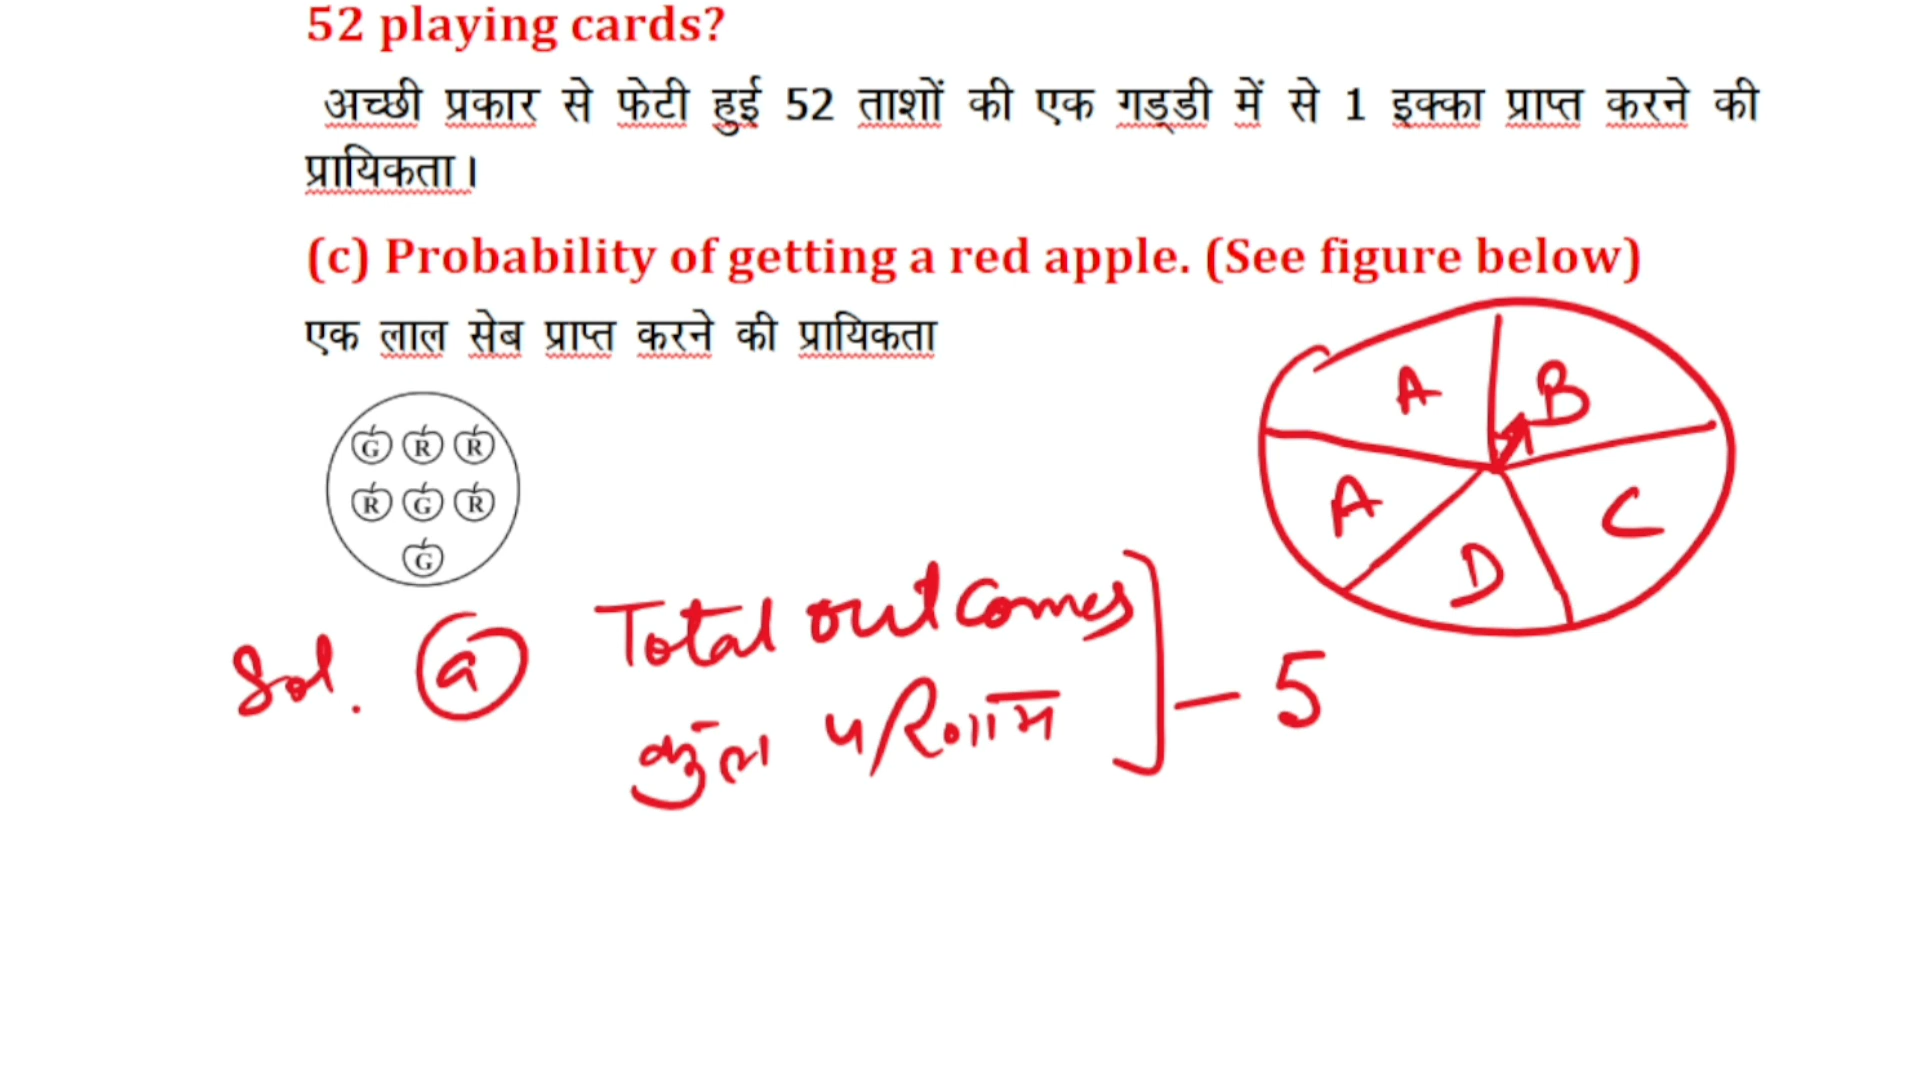 52 playing cards?
अच्छी प्रकार से फेटी हुई 52 ताशों की एक गड्डी में से 1 इक्का प्राप्त करने की
प्रायिकता।
(c) Probability of getting a red apple. (See figure below)
एक लाल सेब प्राप्त करने की प्रायिकता
G R R
R G R
G
A B
A C
D
Sol. (a) Total outcomes
कुल परिणाम - 5